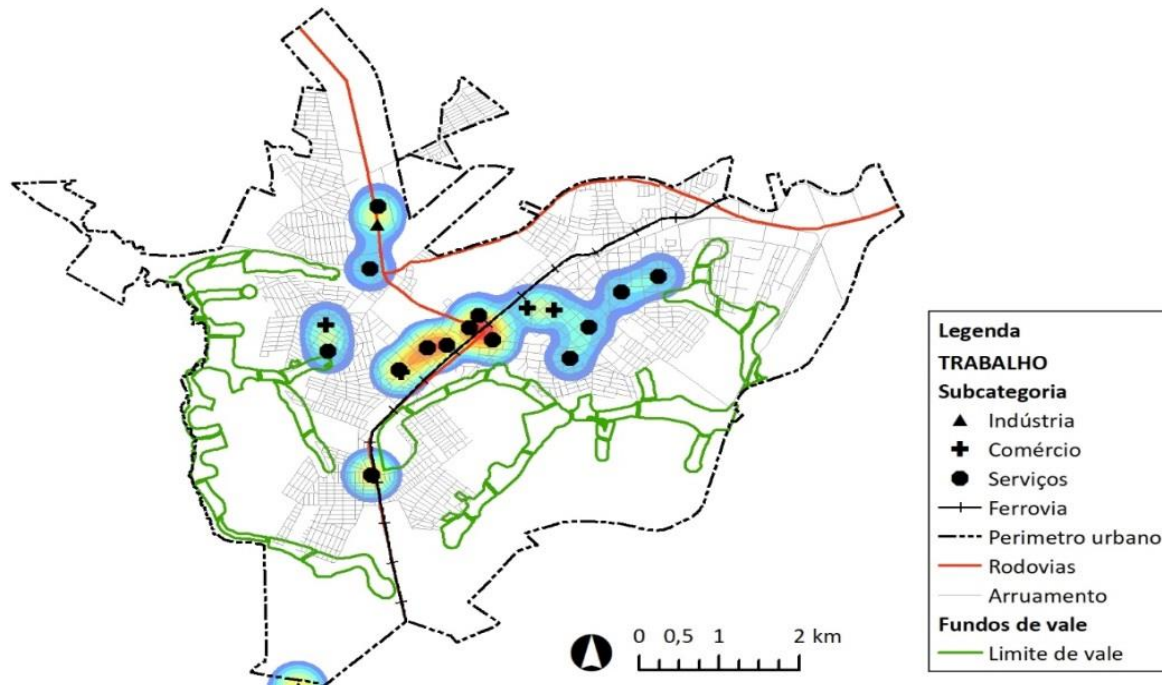 Legenda
TRABALHO
Subcategoria
Indústria
Comércio
Serviços
Ferrovia
Perimetro urbano
Rodovias
Arruamento
Fundos de vale
Limite de vale
0 0,5 1 2 km